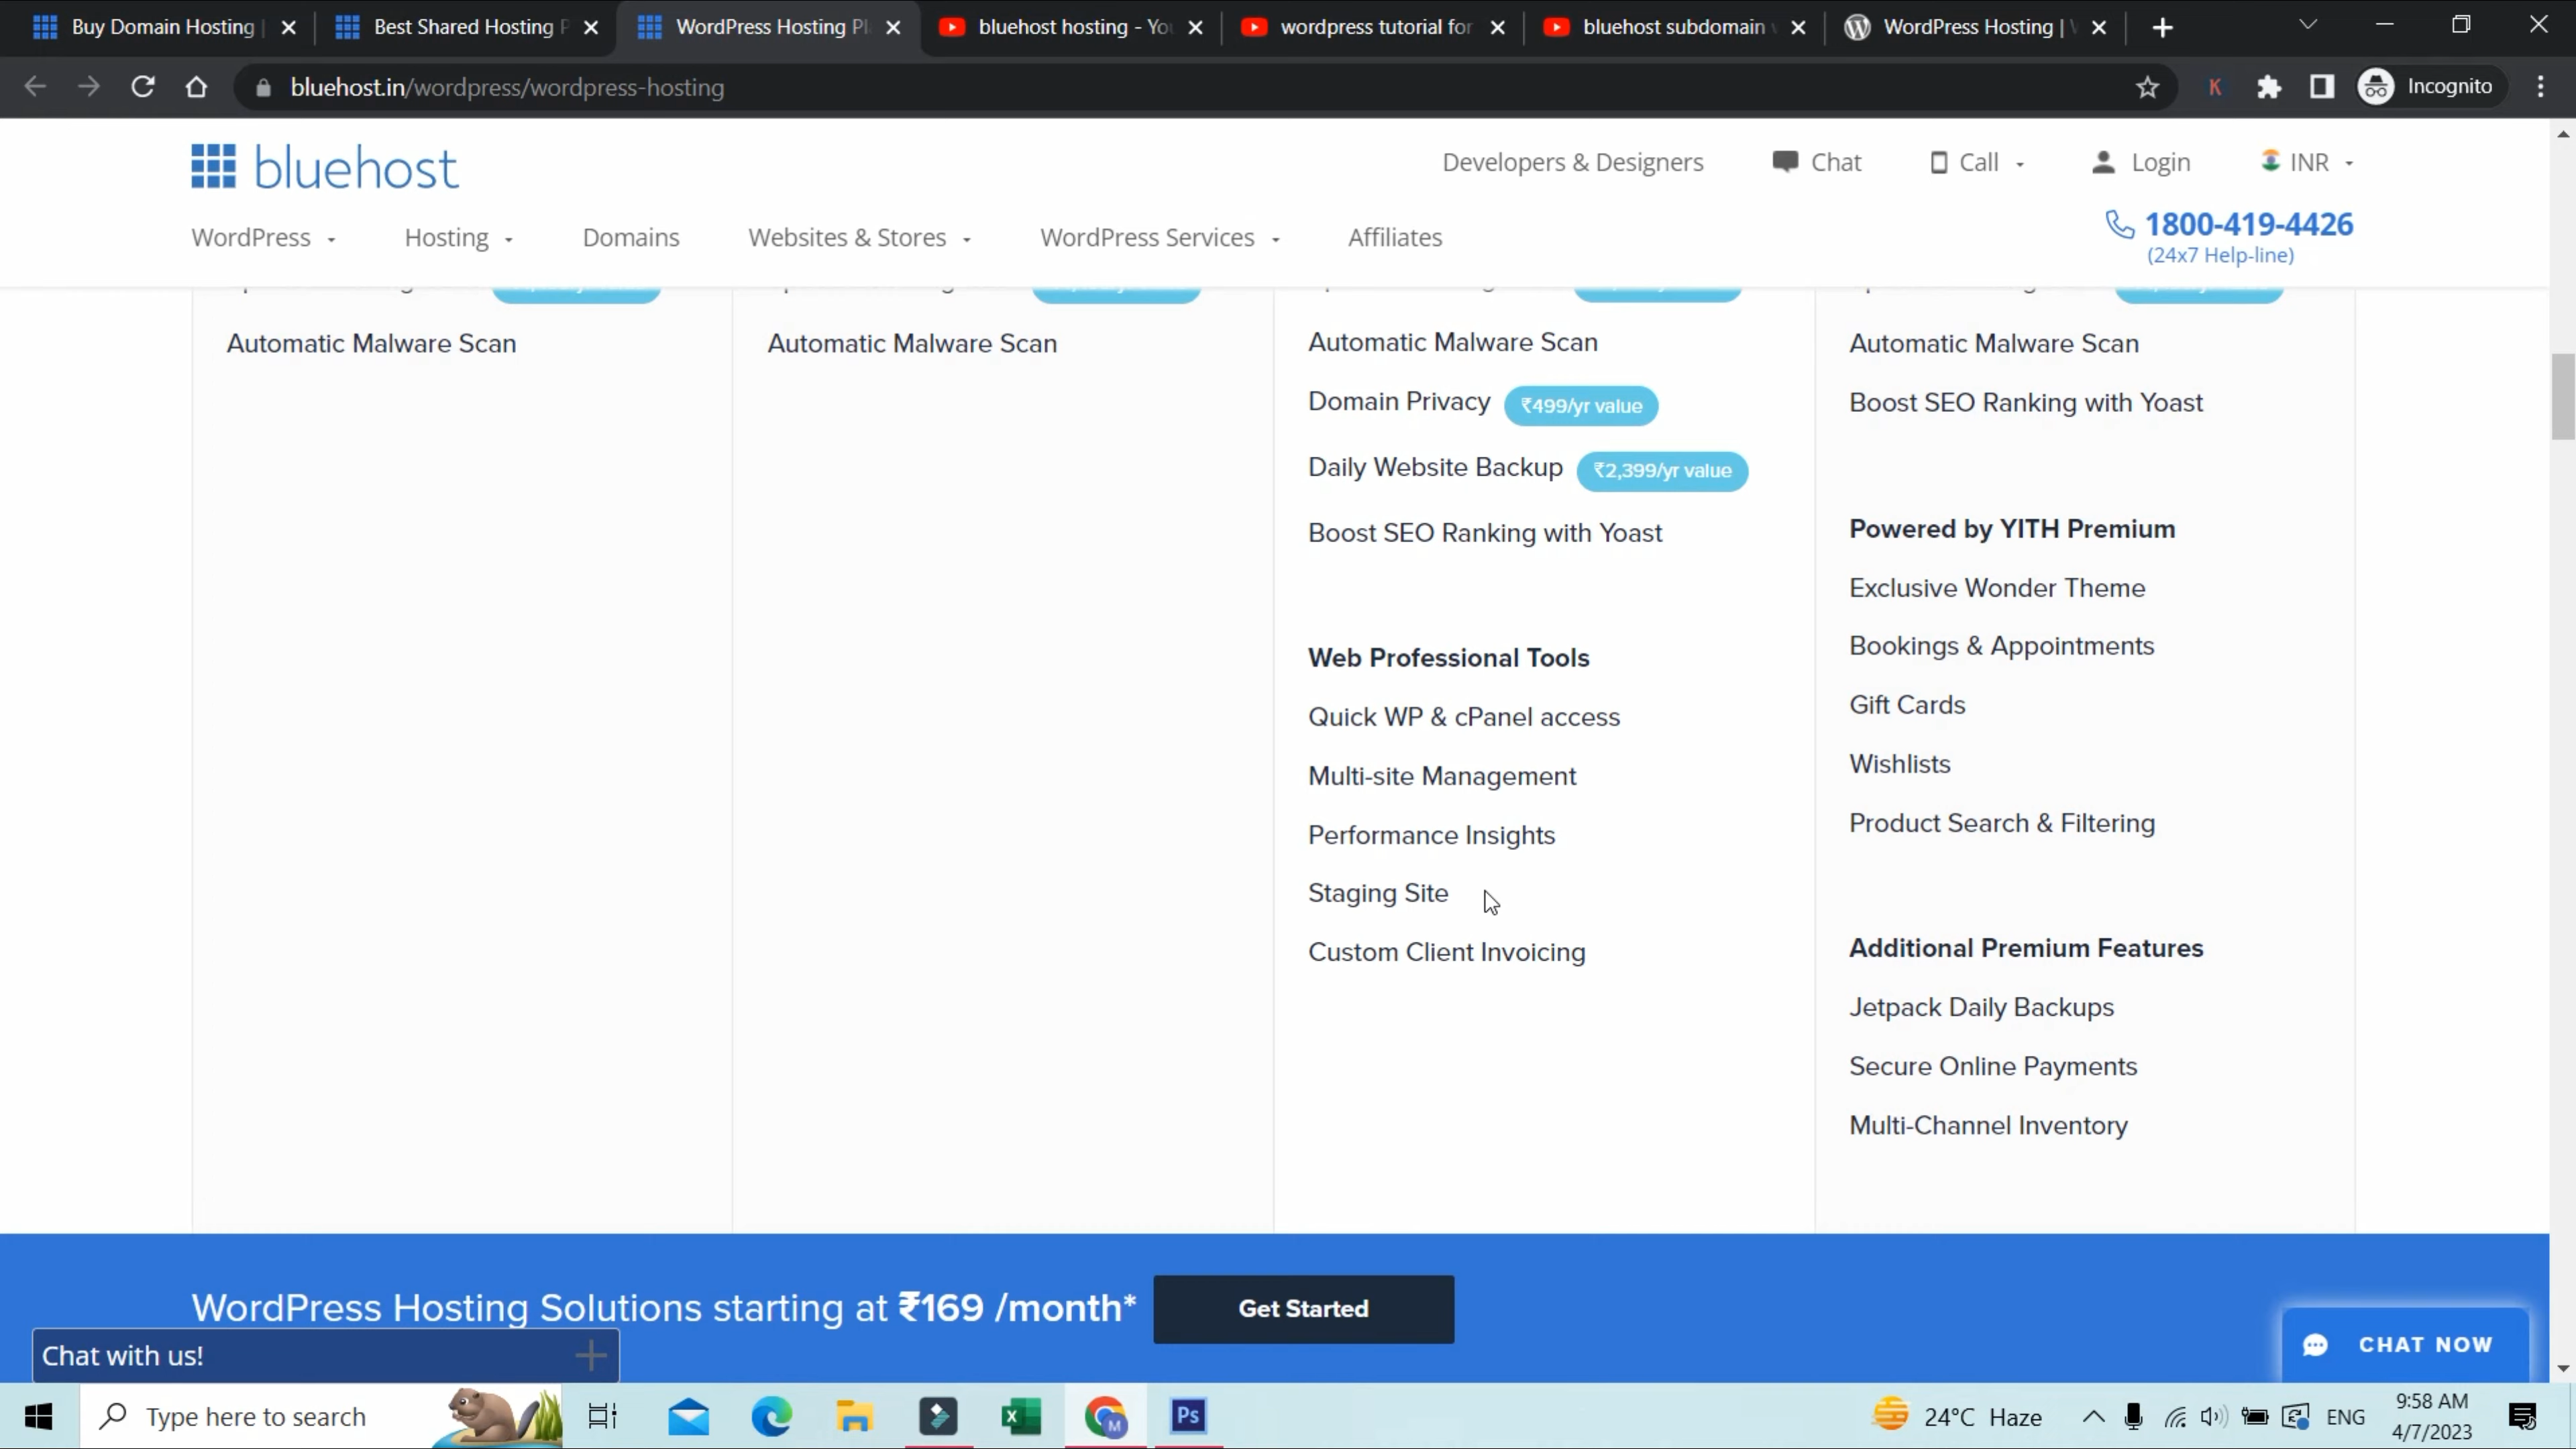 Buy Domain Hosting |
Best Shared Hosting P
WordPress Hosting Pl
bluehost hosting - Yo
wordpress tutorial for
bluehost subdomain
WordPress Hosting |
bluehost.in/wordpress/wordpress-hosting
K
Incognito
bluehost
Developers & Designers
Chat
Call
Login
INR
WordPress
Hosting
Domains
Websites & Stores
WordPress Services
Affiliates
1800-419-4426
(24x7 Help-line)
Automatic Malware Scan
Automatic Malware Scan
Automatic Malware Scan
Domain Privacy ₹499/yr value
Daily Website Backup ₹2,399/yr value
Boost SEO Ranking with Yoast
Web Professional Tools
Quick WP & cPanel access
Multi-site Management
Performance Insights
Staging Site
Custom Client Invoicing
Automatic Malware Scan
Boost SEO Ranking with Yoast
Powered by YITH Premium
Exclusive Wonder Theme
Bookings & Appointments
Gift Cards
Wishlists
Product Search & Filtering
Additional Premium Features
Jetpack Daily Backups
Secure Online Payments
Multi-Channel Inventory
WordPress Hosting Solutions starting at ₹169 /month*
Get Started
Chat with us!
CHAT NOW
Type here to search
M
Ps
24°C Haze
ENG
9:58 AM
4/7/2023